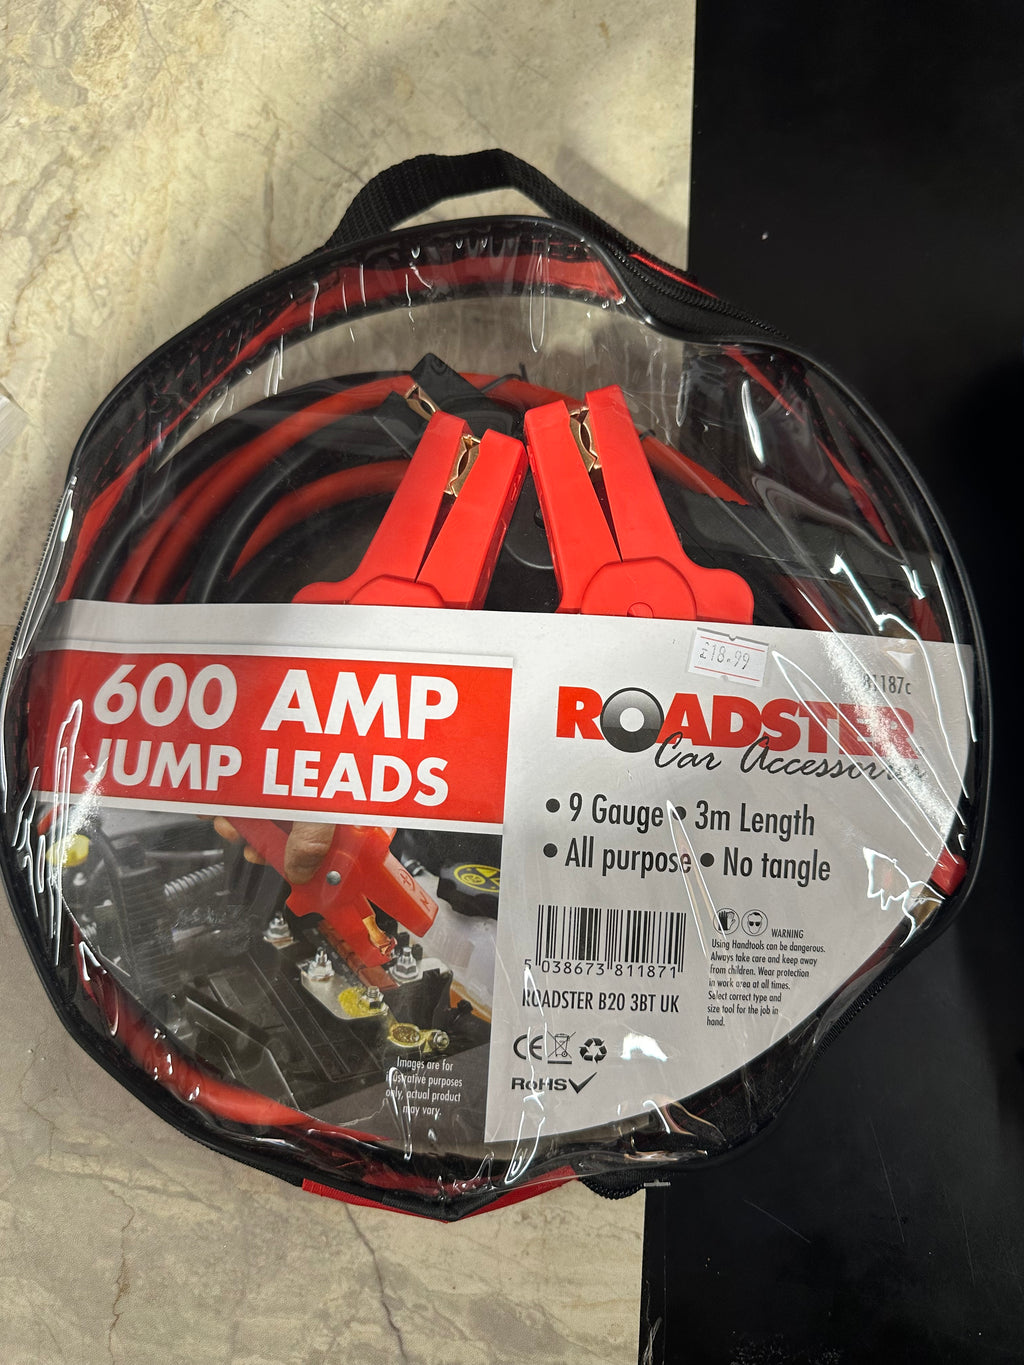 £18.99
81187c
600 AMP
JUMP LEADS
ROADSTER
Car Accessories
• 9 Gauge • 3m Length
• All purpose • No tangle
5 038673 811871
ROADSTER B20 3BT UK
WARNING
Using Handtools can be dangerous.
Always take care and keep away
from children. Wear protection
in work area at all times.
Select correct type and
size tool for the job in
hand.
CE
RoHS
Images are for
illustrative purposes
only, actual product
may vary.